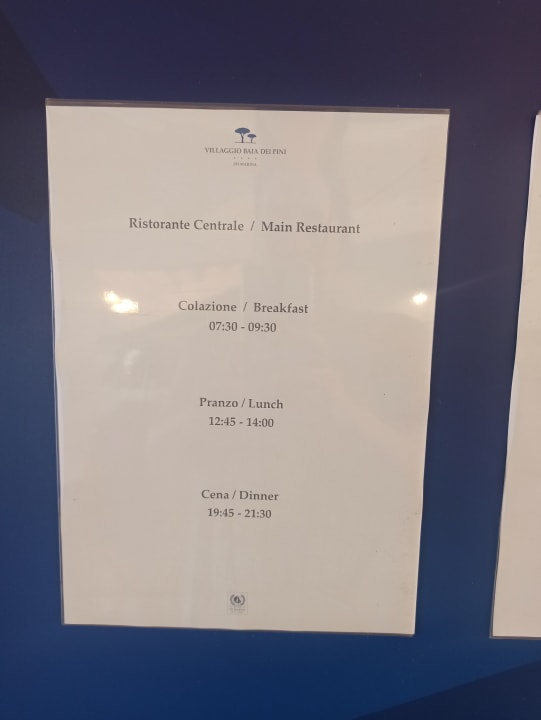 VILLAGGIO BAIA DEI PINI
Ristorante Centrale / Main Restaurant
Colazione / Breakfast
07:30 - 09:30
Pranzo / Lunch
12:45 - 14:00
Cena / Dinner
19:45 - 21:30